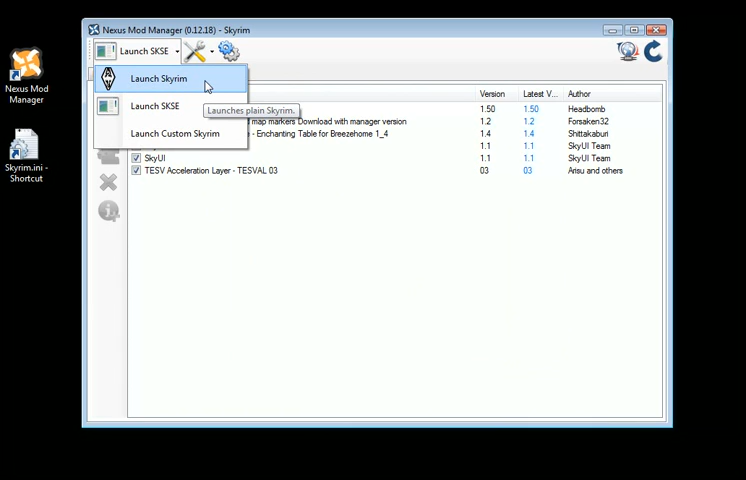 Nexus Mod Manager (0.12.18) - Skyrim
Launch SKSE
Launch Skyrim
Launch SKSE
Launches plain Skyrim.
Launch Custom Skyrim
Version Latest V... Author
1.50 1.50 Headbomb
map markers Download with manager version 1.2 1.2 Forsaken32
- Enchanting Table for Breezehome 1_4 1.4 1.4 Shittakaburi
1.1 1.1 SkyUI Team
SkyUI 1.1 1.1 SkyUI Team
TESV Acceleration Layer - TESVAL 03 03 03 Arisu and others
Nexus Mod
Manager
Skyrim.ini -
Shortcut